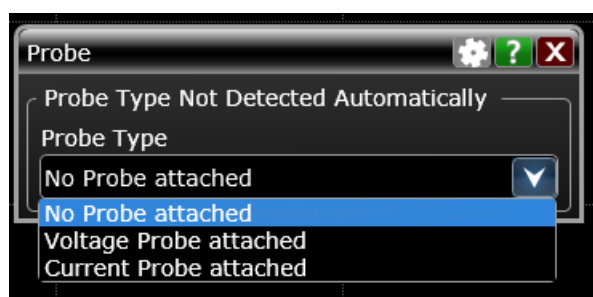 Probe
?
X
Probe Type Not Detected Automatically
Probe Type
No Probe attached
No Probe attached
Voltage Probe attached
Current Probe attached